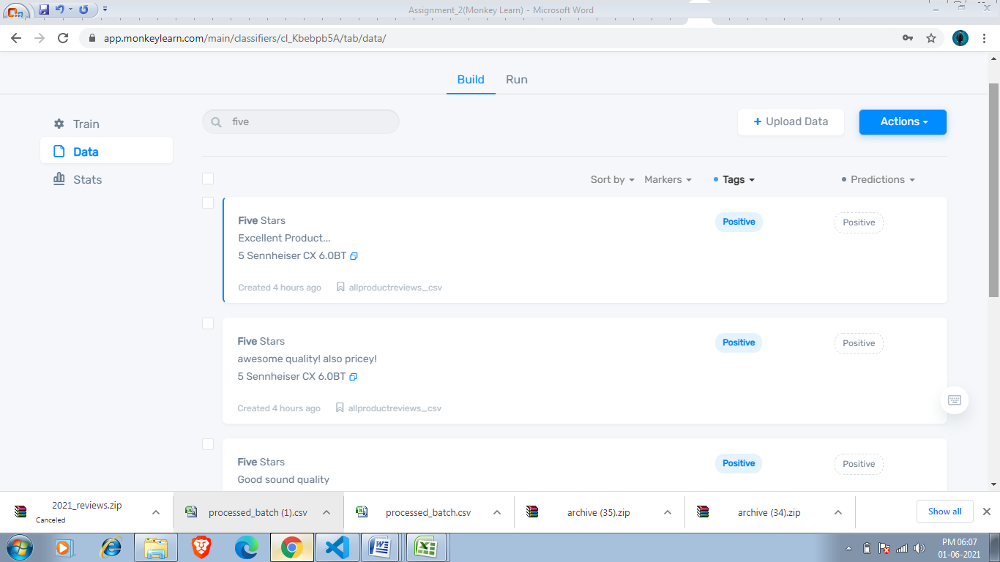 Assignment_2(Monkey Learn) - Microsoft Word
app.monkeylearn.com/main/classifiers/cl_Kbebpb5A/tab/data/
Build Run
Train
five
+ Upload Data
Actions
Data
Stats
Sort by Markers Tags Predictions
Five Stars
Positive
Positive
Excellent Product...
5 Sennheiser CX 6.0BT
Created 4 hours ago allproductreviews_csv
Five Stars
Positive
Positive
awesome quality! also pricey!
5 Sennheiser CX 6.0BT
Created 4 hours ago allproductreviews_csv
Five Stars
Positive
Positive
Good sound quality
2021_reviews.zip
Canceled
processed_batch (1).csv
processed_batch.csv
archive (35).zip
archive (34).zip
Show all
PM 06:07
01-06-2021